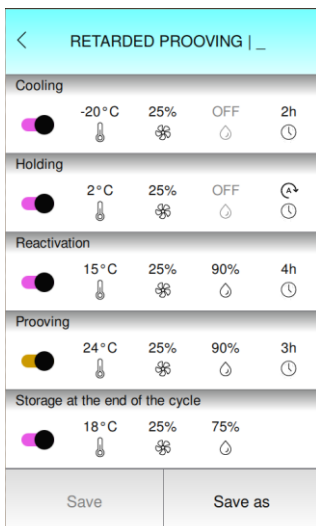 RETARDED PROOVING | _
Cooling
-20°C 25% OFF 2h
Holding
2°C 25% OFF A
Reactivation
15°C 25% 90% 4h
Prooving
24°C 25% 90% 3h
Storage at the end of the cycle
18°C 25% 75%
Save Save as